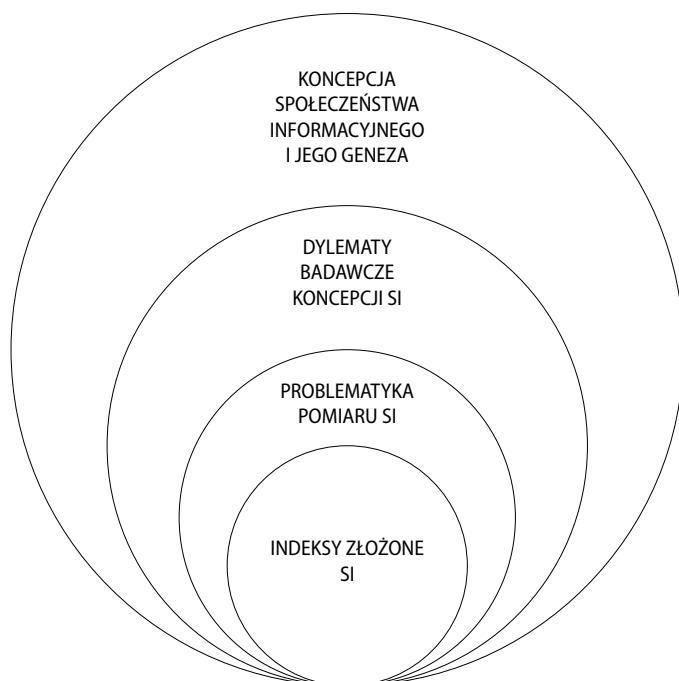 KONCEPCJA
SPOŁECZEŃSTWA
INFORMACYJNEGO
I JEGO GENEZA
DYLEMATY
BADAWCZE
KONCEPCJI SI
PROBLEMATYKA
POMIARU SI
INDEKSY ZŁOŻONE
SI